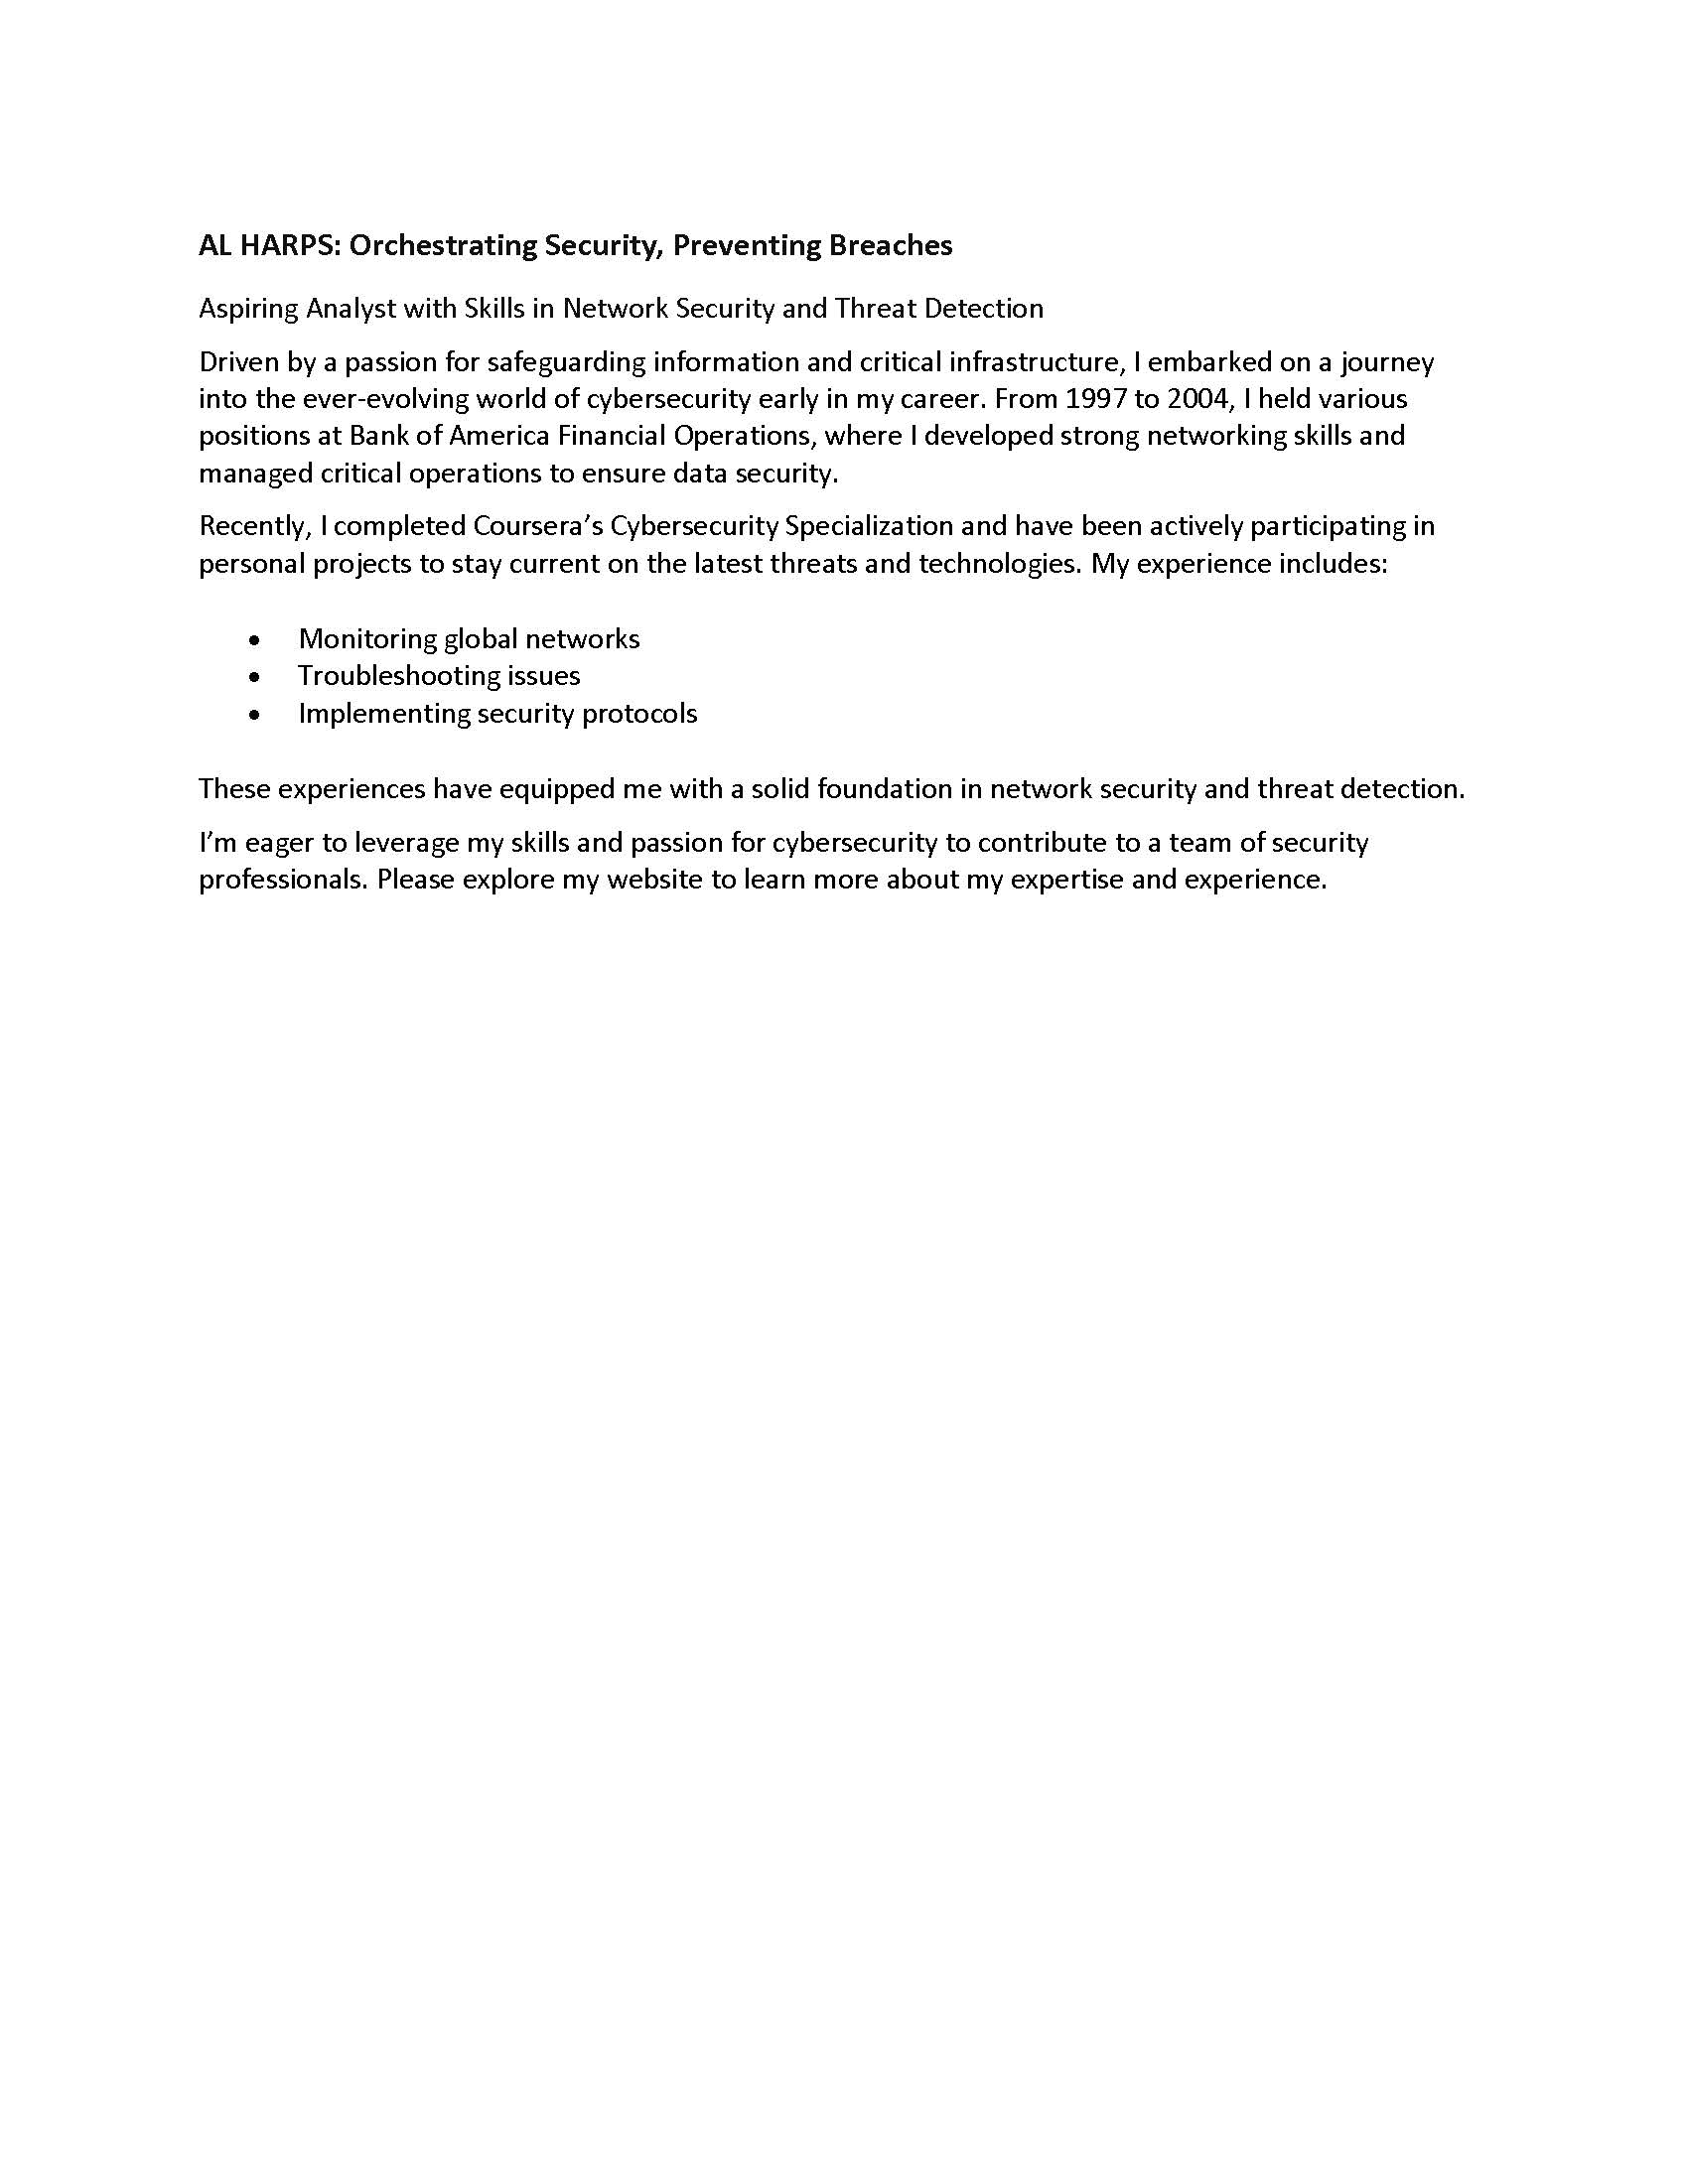 AL HARPS: Orchestrating Security, Preventing Breaches
Aspiring Analyst with Skills in Network Security and Threat Detection
Driven by a passion for safeguarding information and critical infrastructure, I embarked on a journey
into the ever-evolving world of cybersecurity early in my career. From 1997 to 2004, I held various
positions at Bank of America Financial Operations, where I developed strong networking skills and
managed critical operations to ensure data security.
Recently, I completed Coursera’s Cybersecurity Specialization and have been actively participating in
personal projects to stay current on the latest threats and technologies. My experience includes:
• Monitoring global networks
• Troubleshooting issues
• Implementing security protocols
These experiences have equipped me with a solid foundation in network security and threat detection.
I’m eager to leverage my skills and passion for cybersecurity to contribute to a team of security
professionals. Please explore my website to learn more about my expertise and experience.